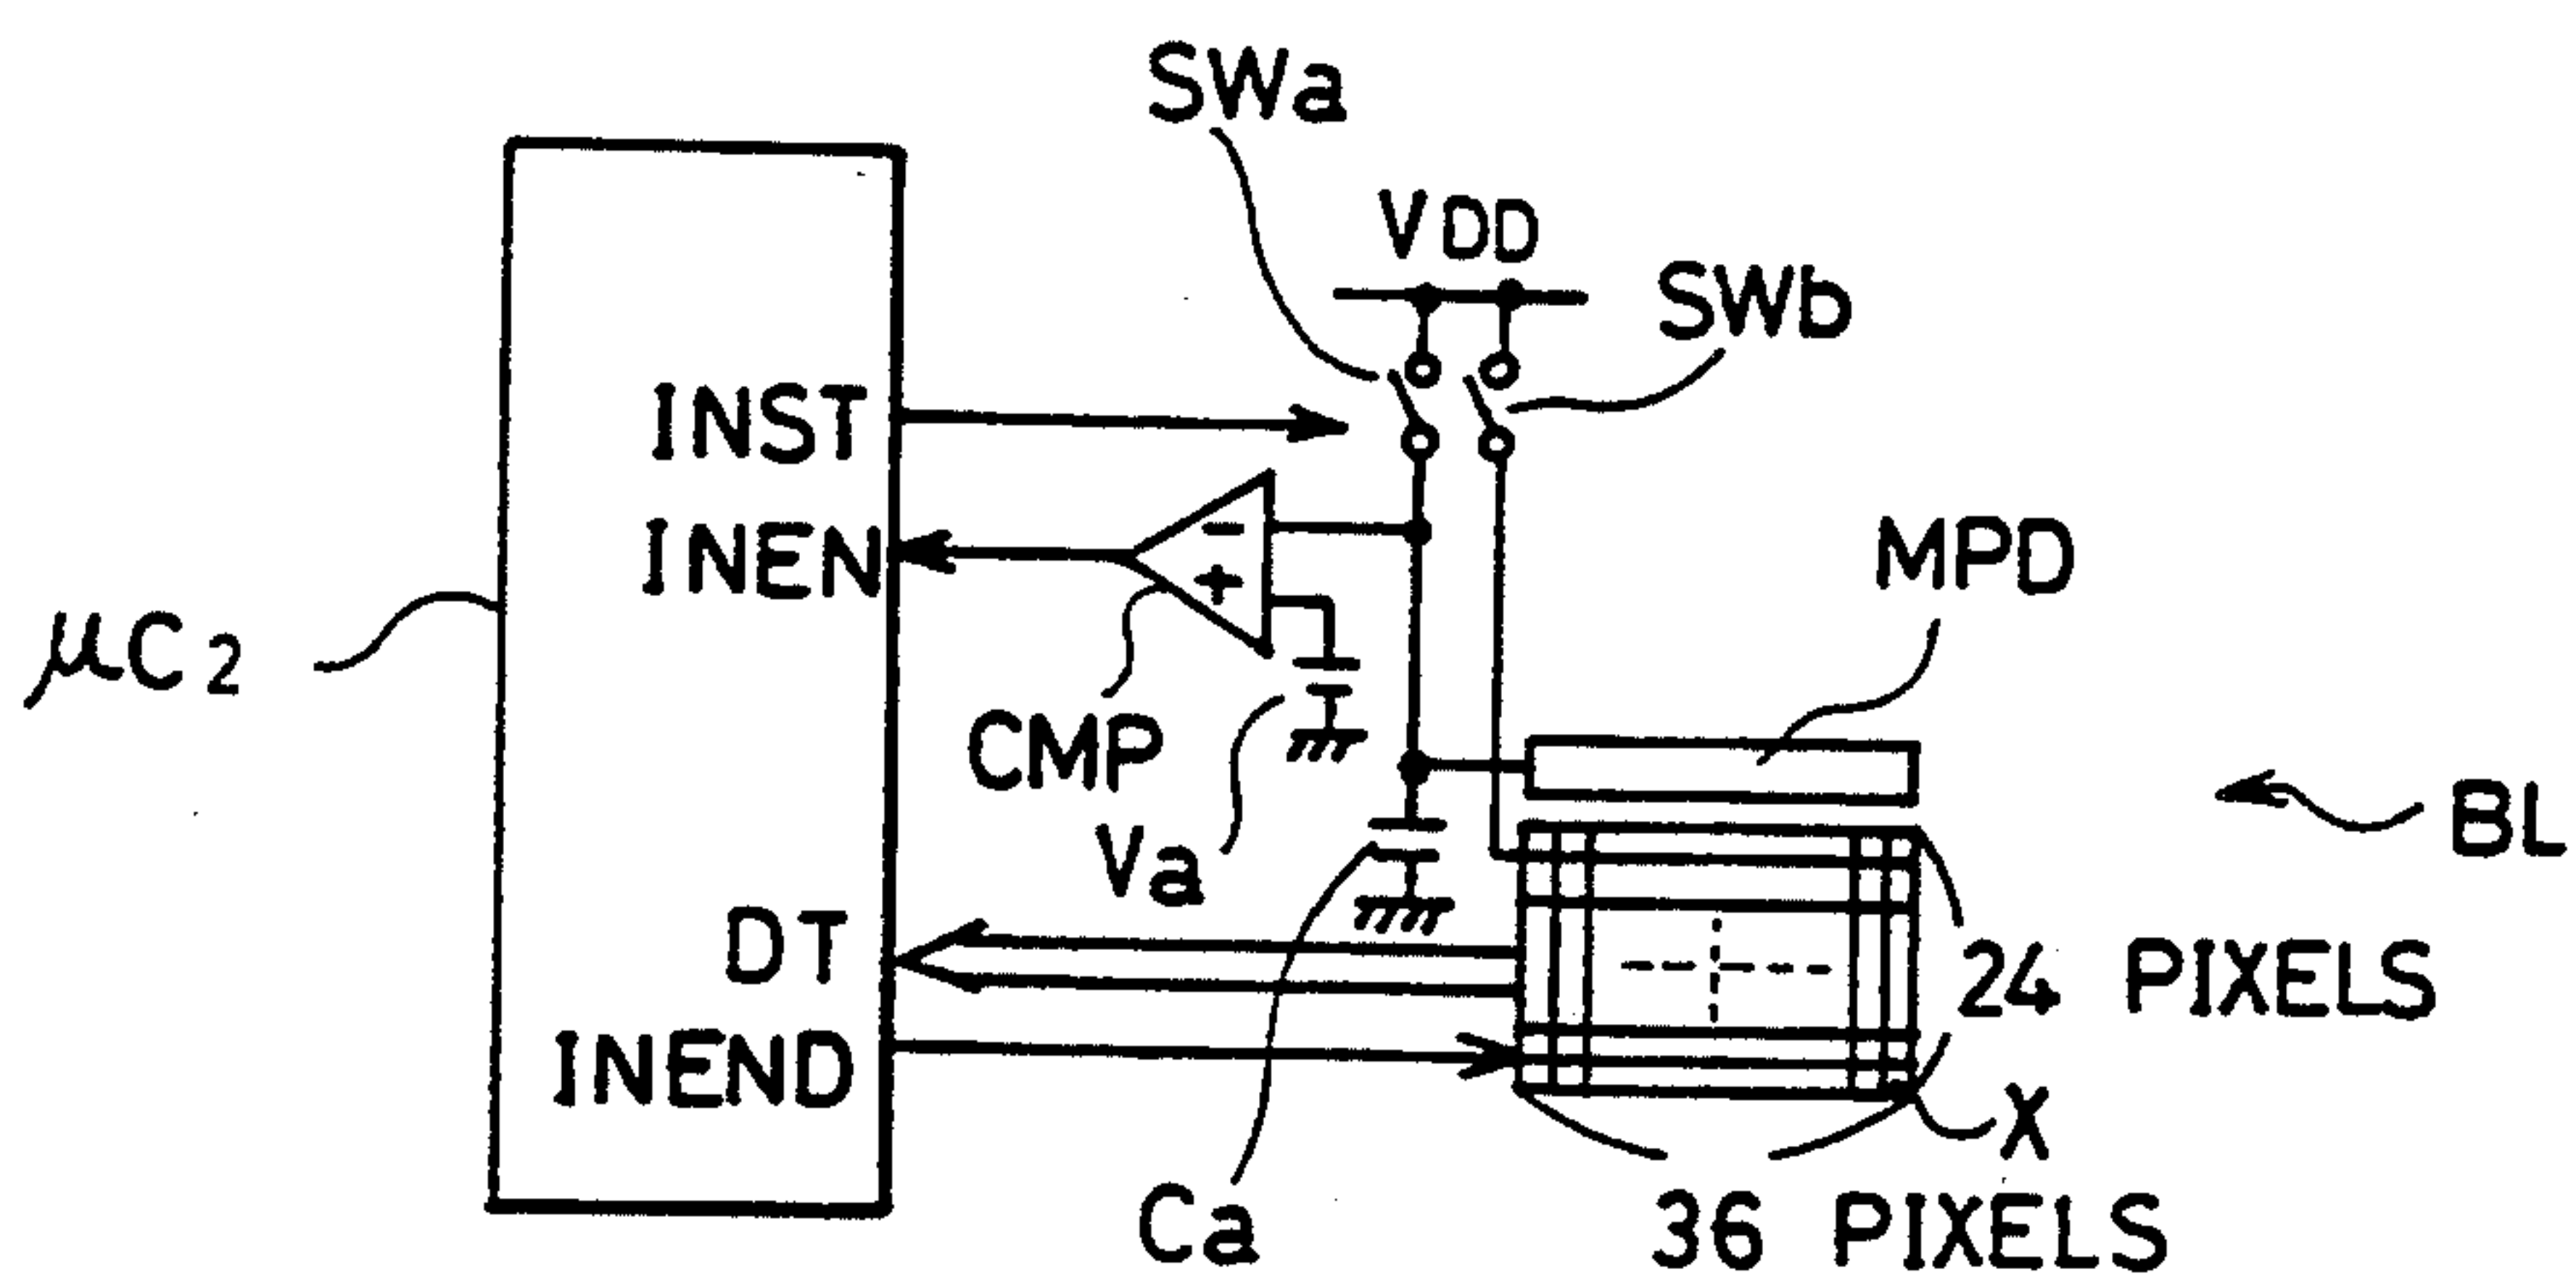 SWa
VDD
SWb
INST
INEN
MPD
μC2
CMP
Va
BL
DT
24 PIXELS
INEND
X
Ca
36 PIXELS